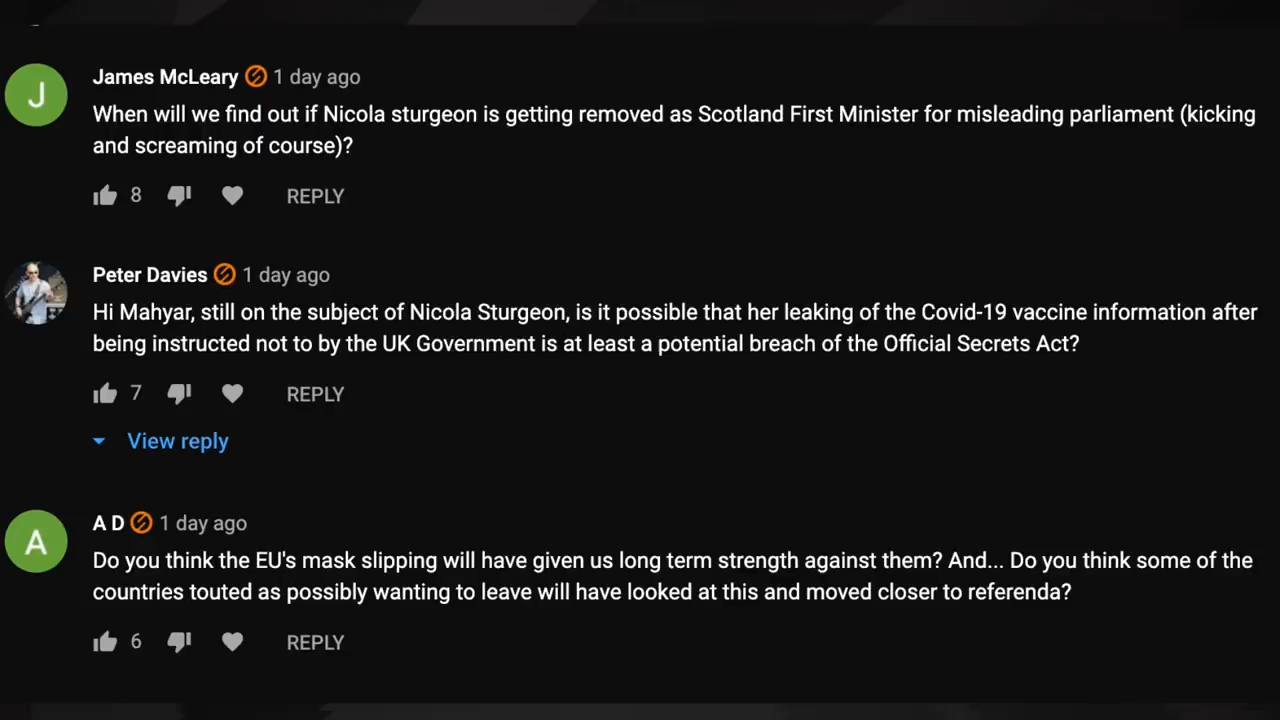 J
James McLeary 1 day ago
When will we find out if Nicola sturgeon is getting removed as Scotland First Minister for misleading parliament (kicking
and screaming of course)?
8 REPLY
Peter Davies 1 day ago
Hi Mahyar, still on the subject of Nicola Sturgeon, is it possible that her leaking of the Covid-19 vaccine information after
being instructed not to by the UK Government is at least a potential breach of the Official Secrets Act?
7 REPLY
View reply
A
A D 1 day ago
Do you think the EU's mask slipping will have given us long term strength against them? And... Do you think some of the
countries touted as possibly wanting to leave will have looked at this and moved closer to referenda?
6 REPLY